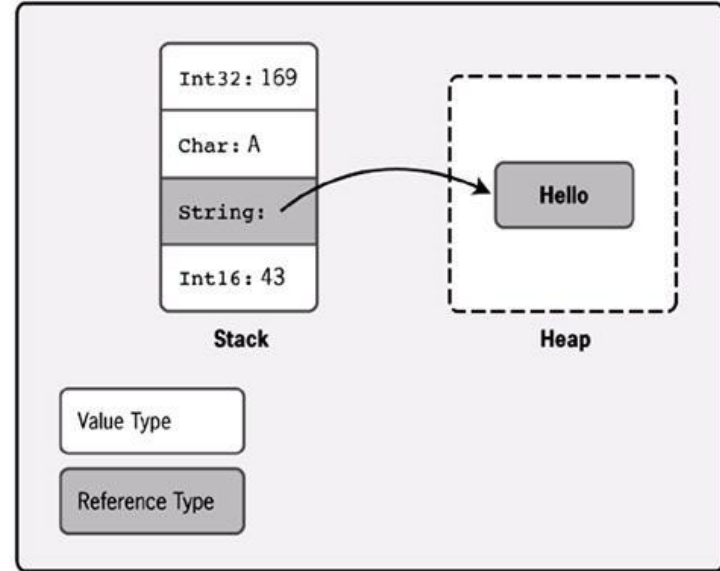 Int32: 169
Char: A
String:
Int16: 43
Stack
Hello
Heap
Value Type
Reference Type